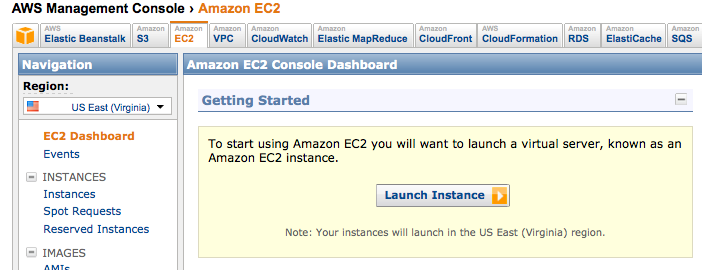 AWS Management Console › Amazon EC2
AWS
Elastic Beanstalk
Amazon
S3
Amazon
EC2
Amazon
VPC
Amazon
CloudWatch
Amazon
Elastic MapReduce
Amazon
CloudFront
AWS
CloudFormation
Amazon
RDS
Amazon
ElastiCache
Amazon
SQS
Navigation
Region:
US East (Virginia)
EC2 Dashboard
Events
INSTANCES
Instances
Spot Requests
Reserved Instances
IMAGES
AMIs
Amazon EC2 Console Dashboard
Getting Started
To start using Amazon EC2 you will want to launch a virtual server, known as an
Amazon EC2 instance.
Launch Instance
Note: Your instances will launch in the US East (Virginia) region.